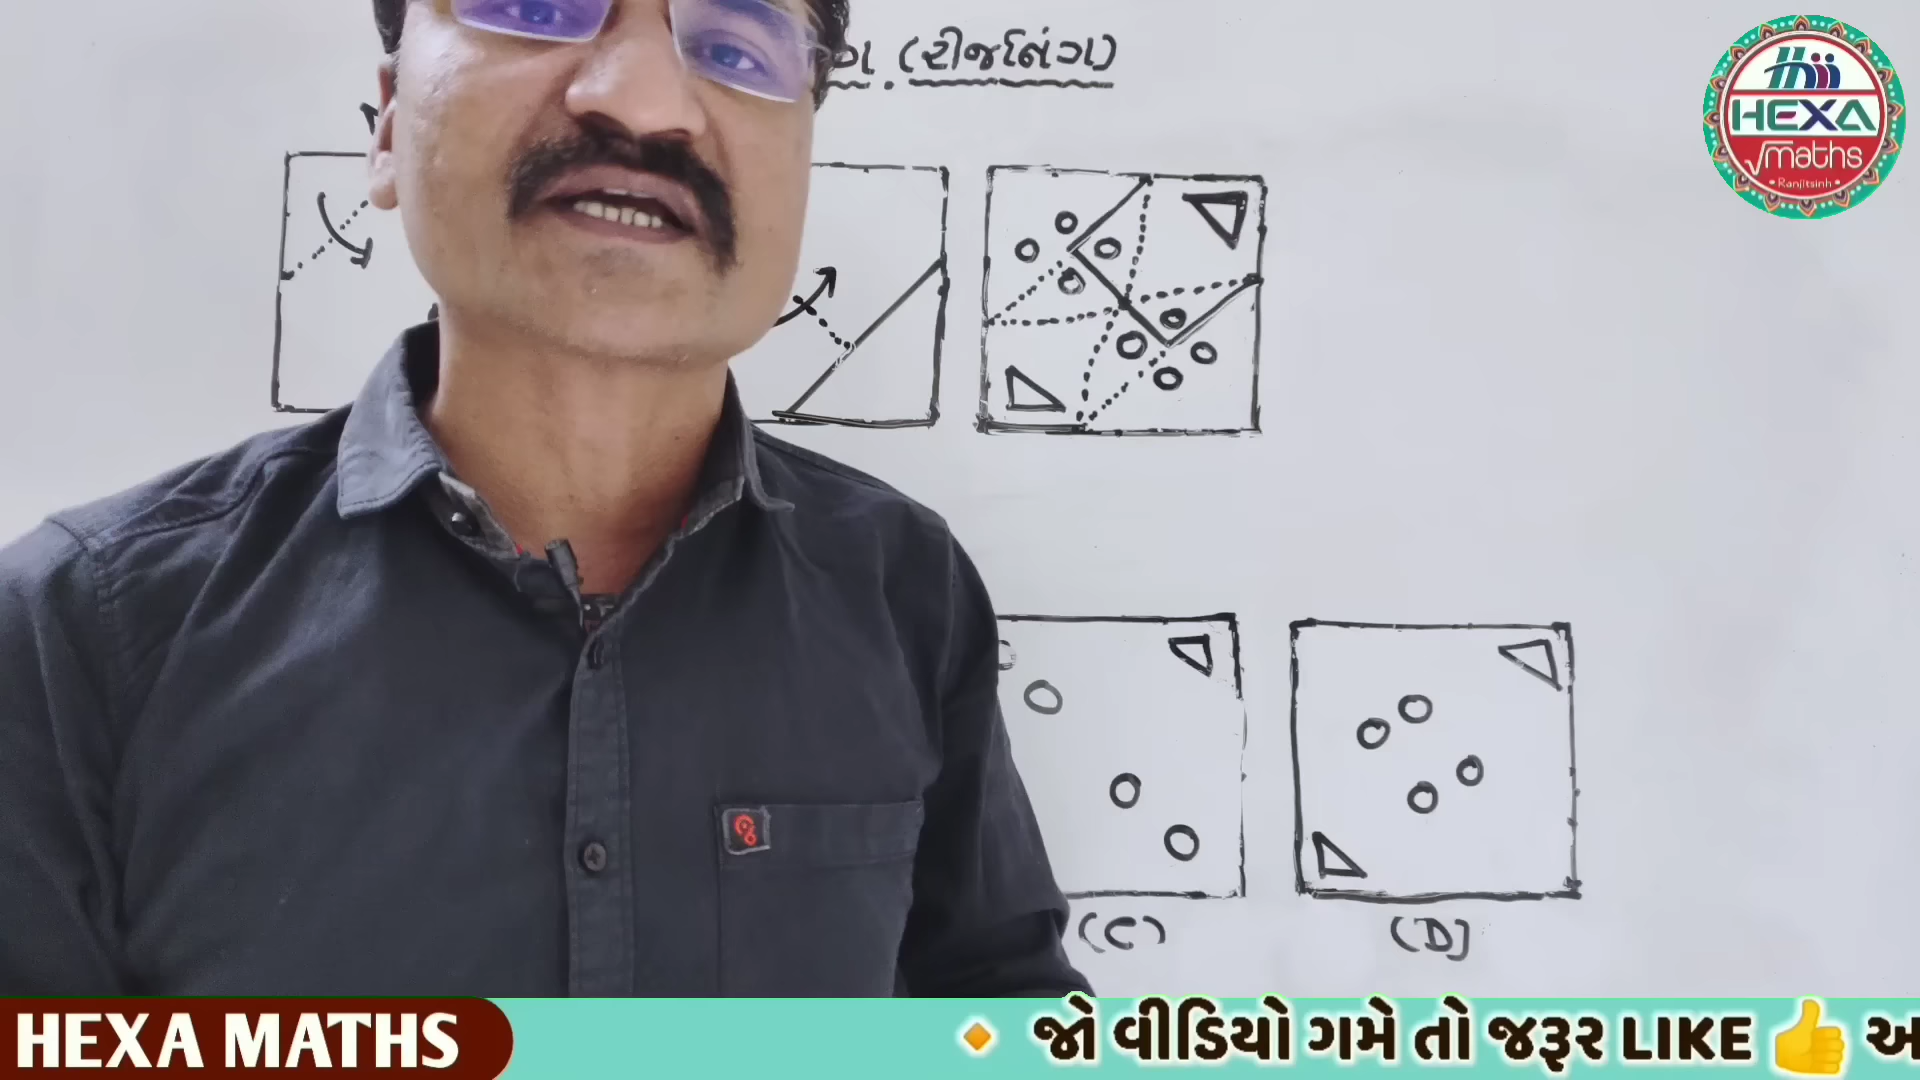 (રીજનિંગ)
HEXA
√maths
Ranjitsinh
(C) (D)
HEXA MATHS
જો વીડિયો ગમે તો જરૂર LIKE 👍 અ